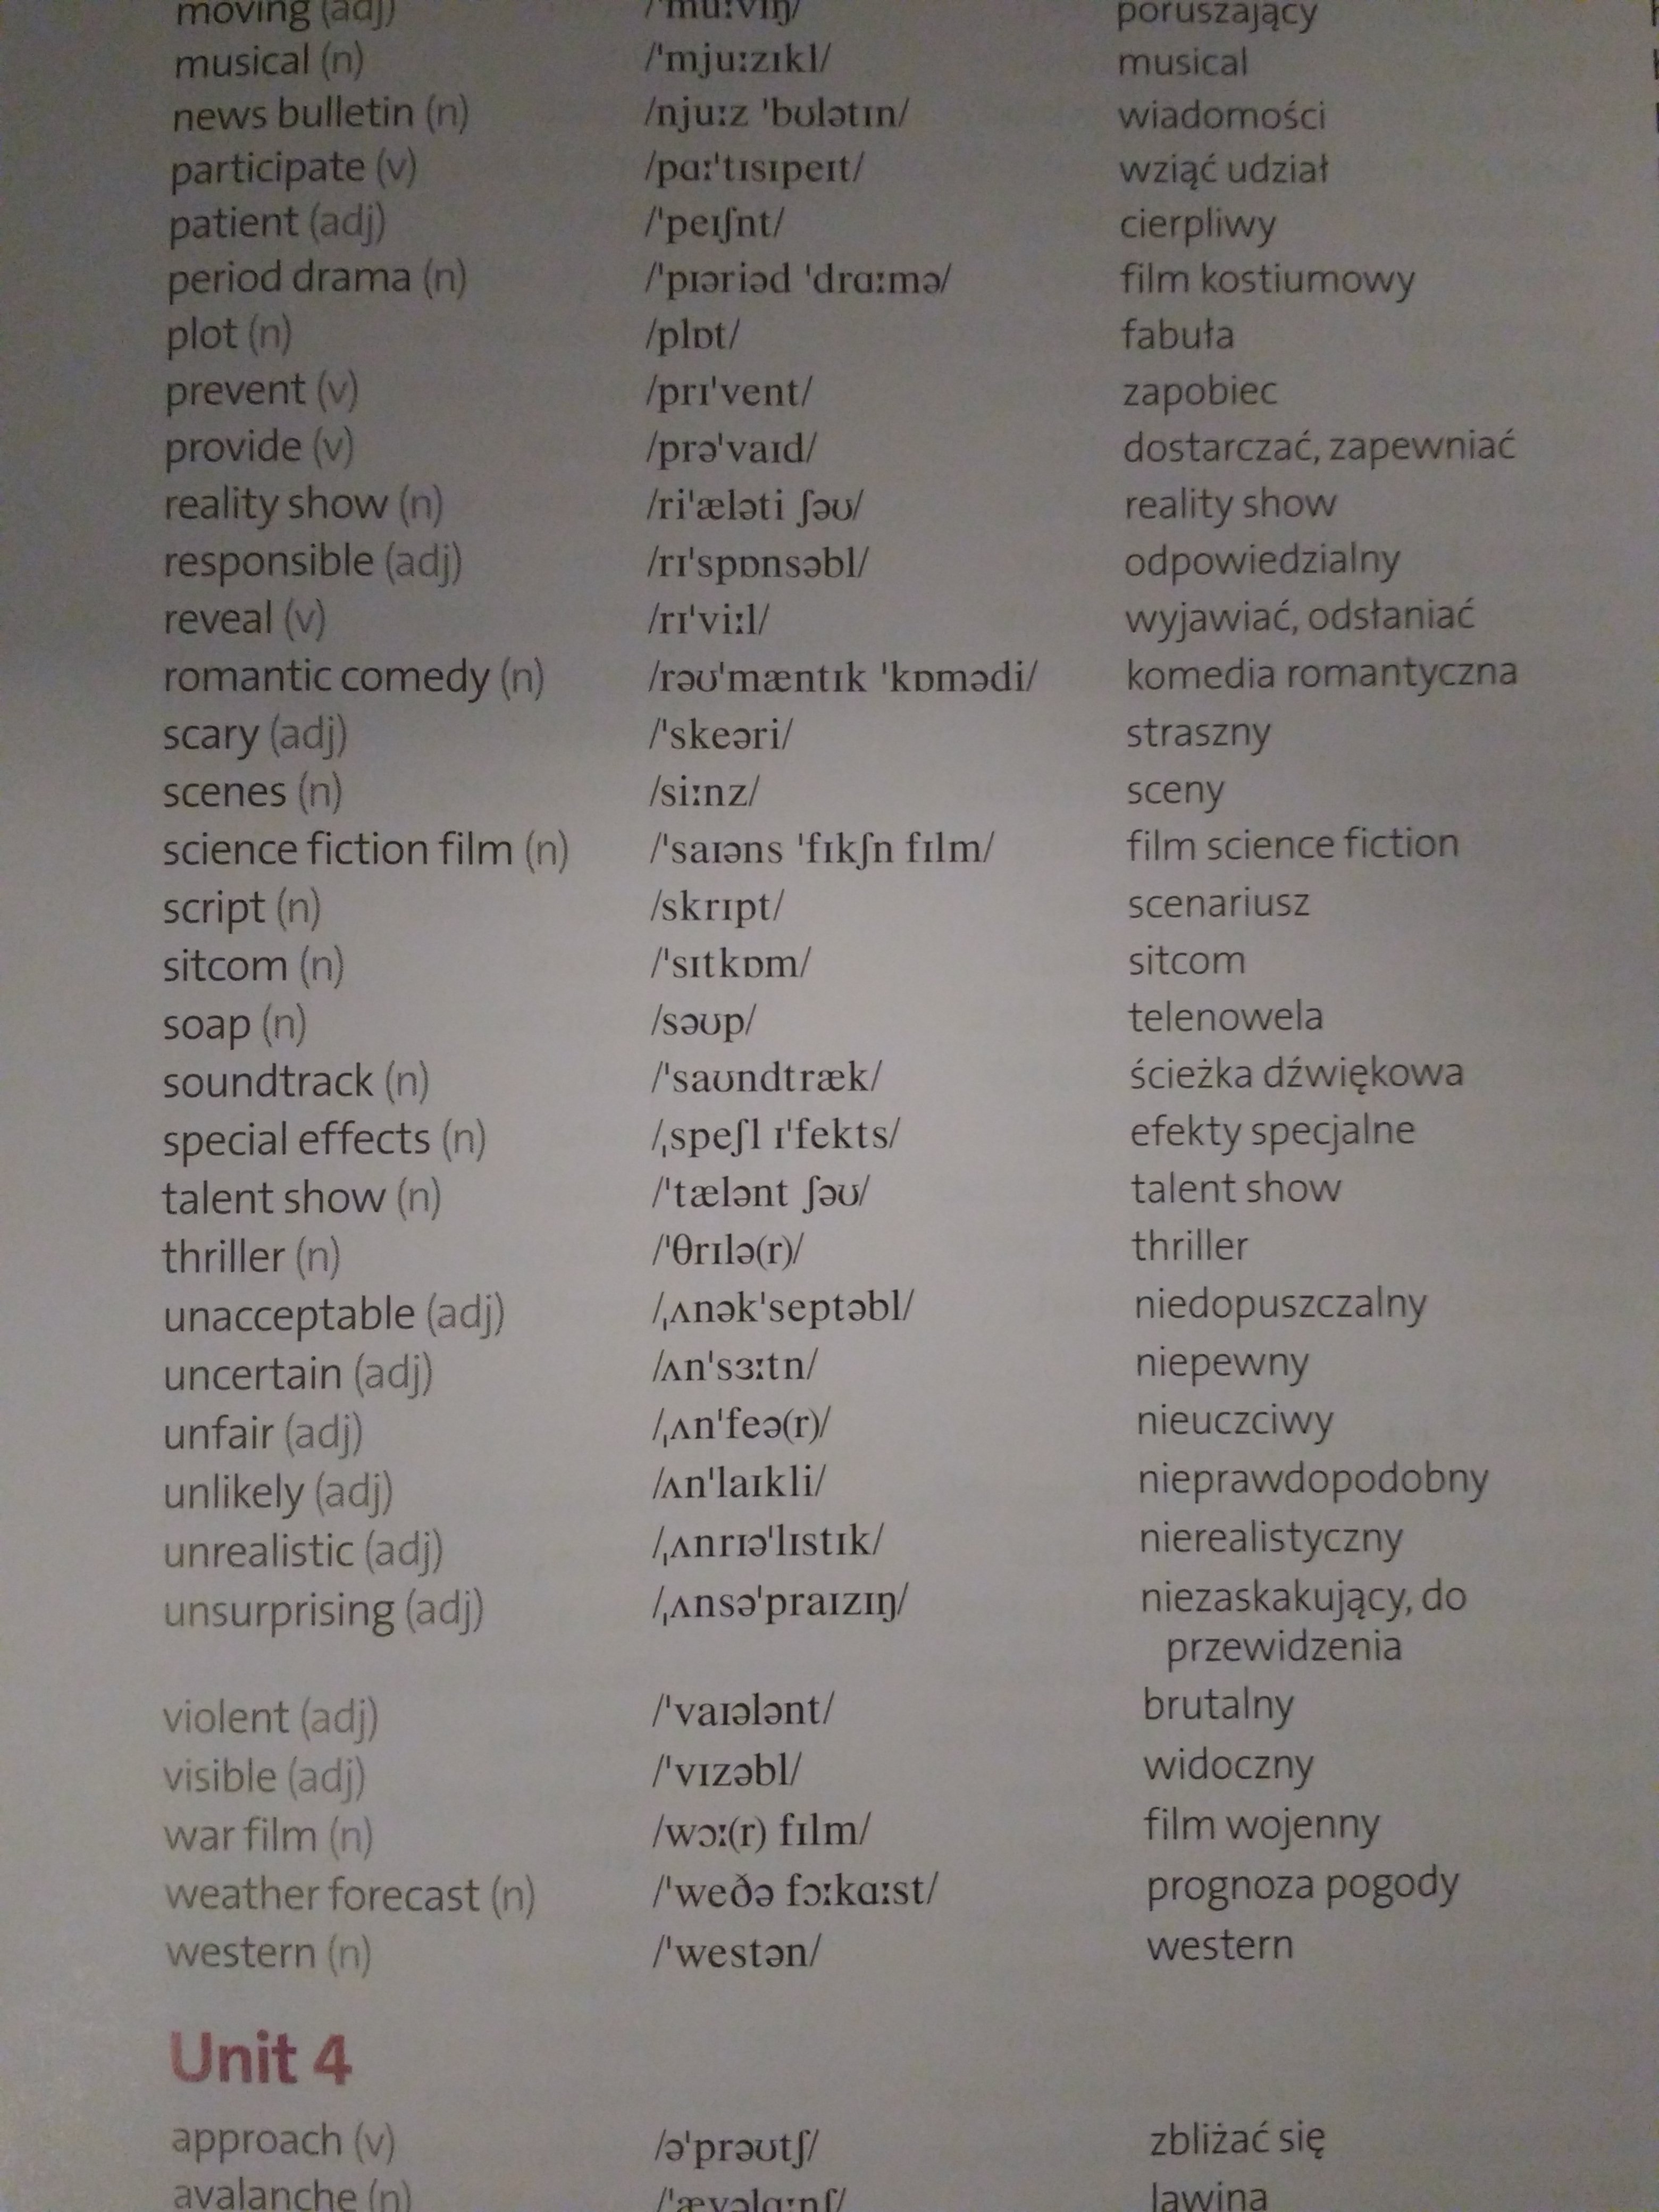 moving (adj) /ˈmuːvɪŋ/ poruszający
musical (n) /ˈmjuːzɪkl/ musical
news bulletin (n) /njuːz ˈbʊlətɪn/ wiadomości
participate (v) /pɑːˈtɪsɪpeɪt/ wziąć udział
patient (adj) /ˈpeɪʃnt/ cierpliwy
period drama (n) /ˈpɪəriəd ˈdrɑːmə/ film kostiumowy
plot (n) /plɒt/ fabuła
prevent (v) /prɪˈvent/ zapobiec
provide (v) /prəˈvaɪd/ dostarczać, zapewniać
reality show (n) /riˈæləti ʃəʊ/ reality show
responsible (adj) /rɪˈspɒnsəbl/ odpowiedzialny
reveal (v) /rɪˈviːl/ wyjawiać, odsłaniać
romantic comedy (n) /rəʊˈmæntɪk ˈkɒmədi/ komedia romantyczna
scary (adj) /ˈskeəri/ straszny
scenes (n) /siːnz/ sceny
science fiction film (n) /ˈsaɪəns ˈfɪkʃn fɪlm/ film science fiction
script (n) /skrɪpt/ scenariusz
sitcom (n) /ˈsɪtkɒm/ sitcom
soap (n) /səʊp/ telenowela
soundtrack (n) /ˈsaʊndtræk/ ścieżka dźwiękowa
special effects (n) /ˌspeʃl ɪˈfekts/ efekty specjalne
talent show (n) /ˈtælənt ʃəʊ/ talent show
thriller (n) /ˈθrɪlə(r)/ thriller
unacceptable (adj) /ˌʌnəkˈseptəbl/ niedopuszczalny
uncertain (adj) /ʌnˈsɜːtn/ niepewny
unfair (adj) /ˌʌnˈfeə(r)/ nieuczciwy
unlikely (adj) /ʌnˈlaɪkli/ nieprawdopodobny
unrealistic (adj) /ˌʌnrɪəˈlɪstɪk/ nierealistyczny
unsurprising (adj) /ˌʌnsəˈpraɪzɪŋ/ niezaskakujący, do
przewidzenia
violent (adj) /ˈvaɪələnt/ brutalny
visible (adj) /ˈvɪzəbl/ widoczny
war film (n) /wɔː(r) fɪlm/ film wojenny
weather forecast (n) /ˈweðə fɔːkɑːst/ prognoza pogody
western (n) /ˈwestən/ western
Unit 4
approach (v) /əˈprəʊtʃ/ zbliżać się
avalanche (n) /ˈævəlɑːnʃ/ lawina